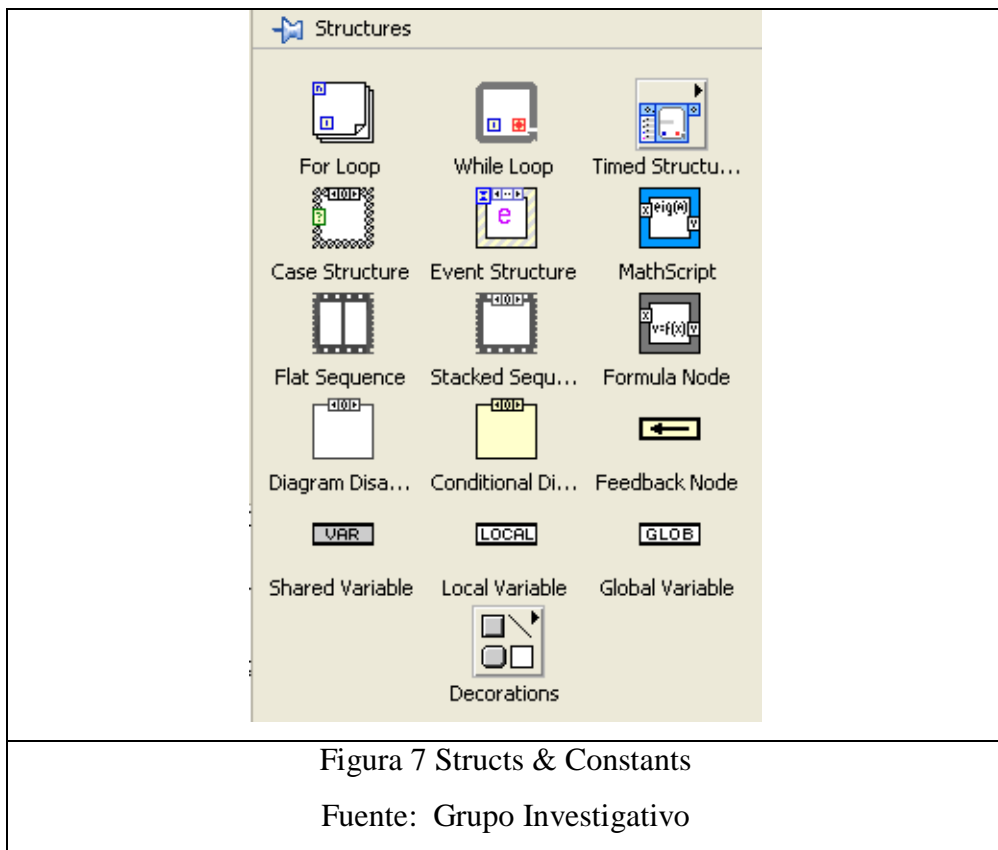 Structures
For Loop While Loop Timed Structu...
Case Structure Event Structure MathScript
eig(A)
Flat Sequence Stacked Sequ... Formula Node
Diagram Disa... Conditional Di... Feedback Node
VAR LOCAL GLOB
Shared Variable Local Variable Global Variable
Decorations
Figura 7 Structs & Constants
Fuente: Grupo Investigativo